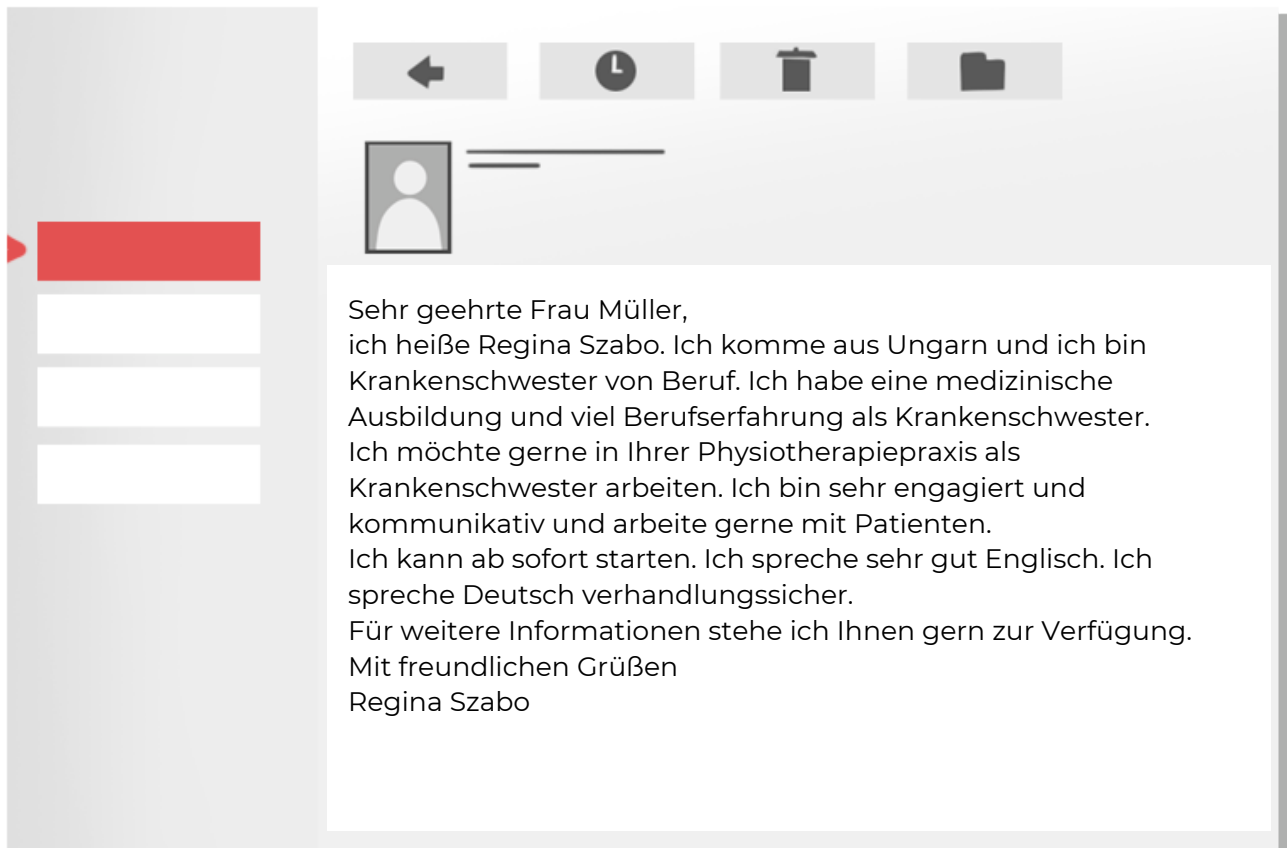 Sehr geehrte Frau Müller,
ich heiße Regina Szabo. Ich komme aus Ungarn und ich bin
Krankenschwester von Beruf. Ich habe eine medizinische
Ausbildung und viel Berufserfahrung als Krankenschwester.
Ich möchte gerne in Ihrer Physiotherapiepraxis als
Krankenschwester arbeiten. Ich bin sehr engagiert und
kommunikativ und arbeite gerne mit Patienten.
Ich kann ab sofort starten. Ich spreche sehr gut Englisch. Ich
spreche Deutsch verhandlungssicher.
Für weitere Informationen stehe ich Ihnen gern zur Verfügung.
Mit freundlichen Grüßen
Regina Szabo